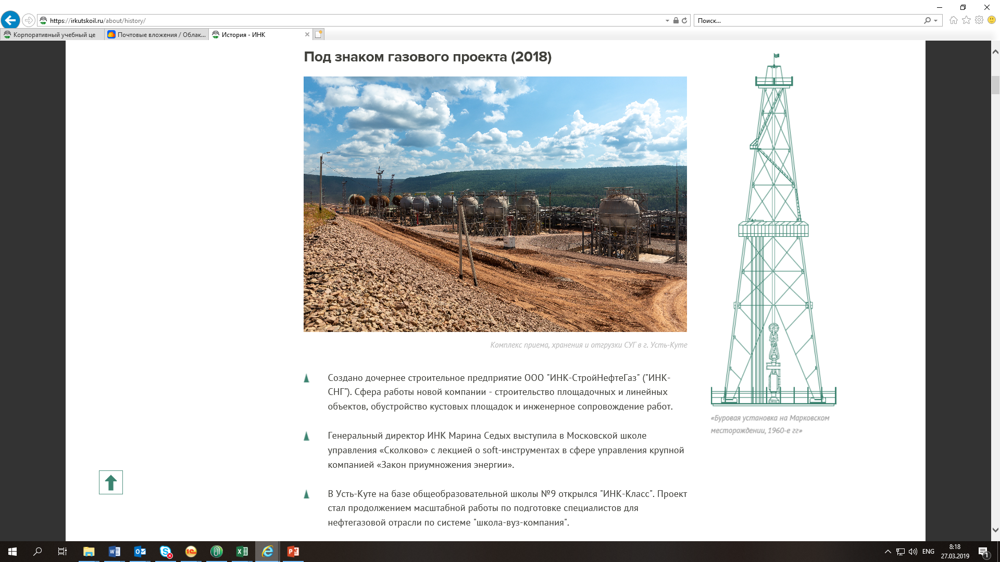 https://irkutskoil.ru/about/history/
Поиск...
Корпоративный учебный це
Почтовые вложения / Облак...
История - ИНК
Под знаком газового проекта (2018)
Комплекс приема, хранения и отгрузки СУГ в г. Усть-Куте
Создано дочернее строительное предприятие ООО "ИНК-СтройНефтеГаз" ("ИНК-
СНГ"). Сфера работы новой компании - строительство площадочных и линейных
объектов, обустройство кустовых площадок и инженерное сопровождение работ.
Генеральный директор ИНК Марина Седых выступила в Московской школе
управления «Сколково» с лекцией о soft-инструментах в сфере управления крупной
компанией «Закон приумножения энергии».
В Усть-Куте на базе общеобразовательной школы №9 открылся "ИНК-Класс". Проект
стал продолжением масштабной работы по подготовке специалистов для
нефтегазовой отрасли по системе "школа-вуз-компания".
«Буровая установка на Марковском
месторождении, 1960-е гг»
ENG
8:18
27.03.2019
1